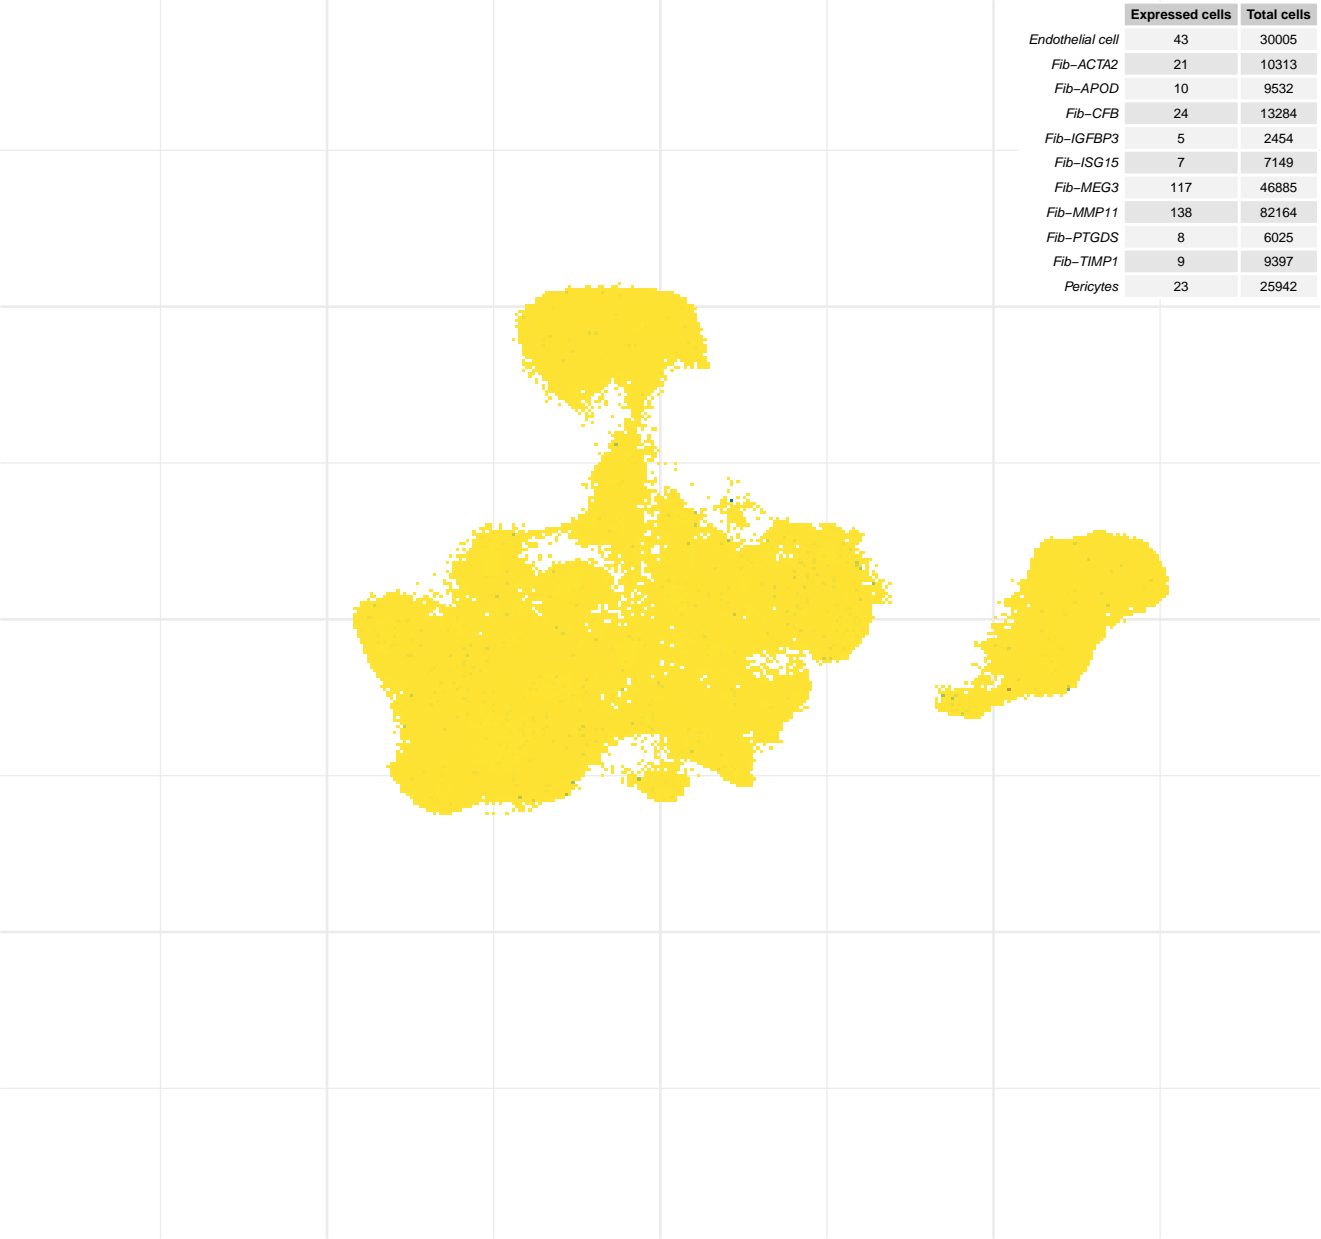 Expressed cells Total cells
Endothelial cell 43 30005
Fib−ACTA2 21 10313
Fib−APOD 10 9532
Fib−CFB 24 13284
Fib−IGFBP3 5 2454
Fib−ISG15 7 7149
Fib−MEG3 117 46885
Fib−MMP11 138 82164
Fib−PTGDS 8 6025
Fib−TIMP1 9 9397
Pericytes 23 25942